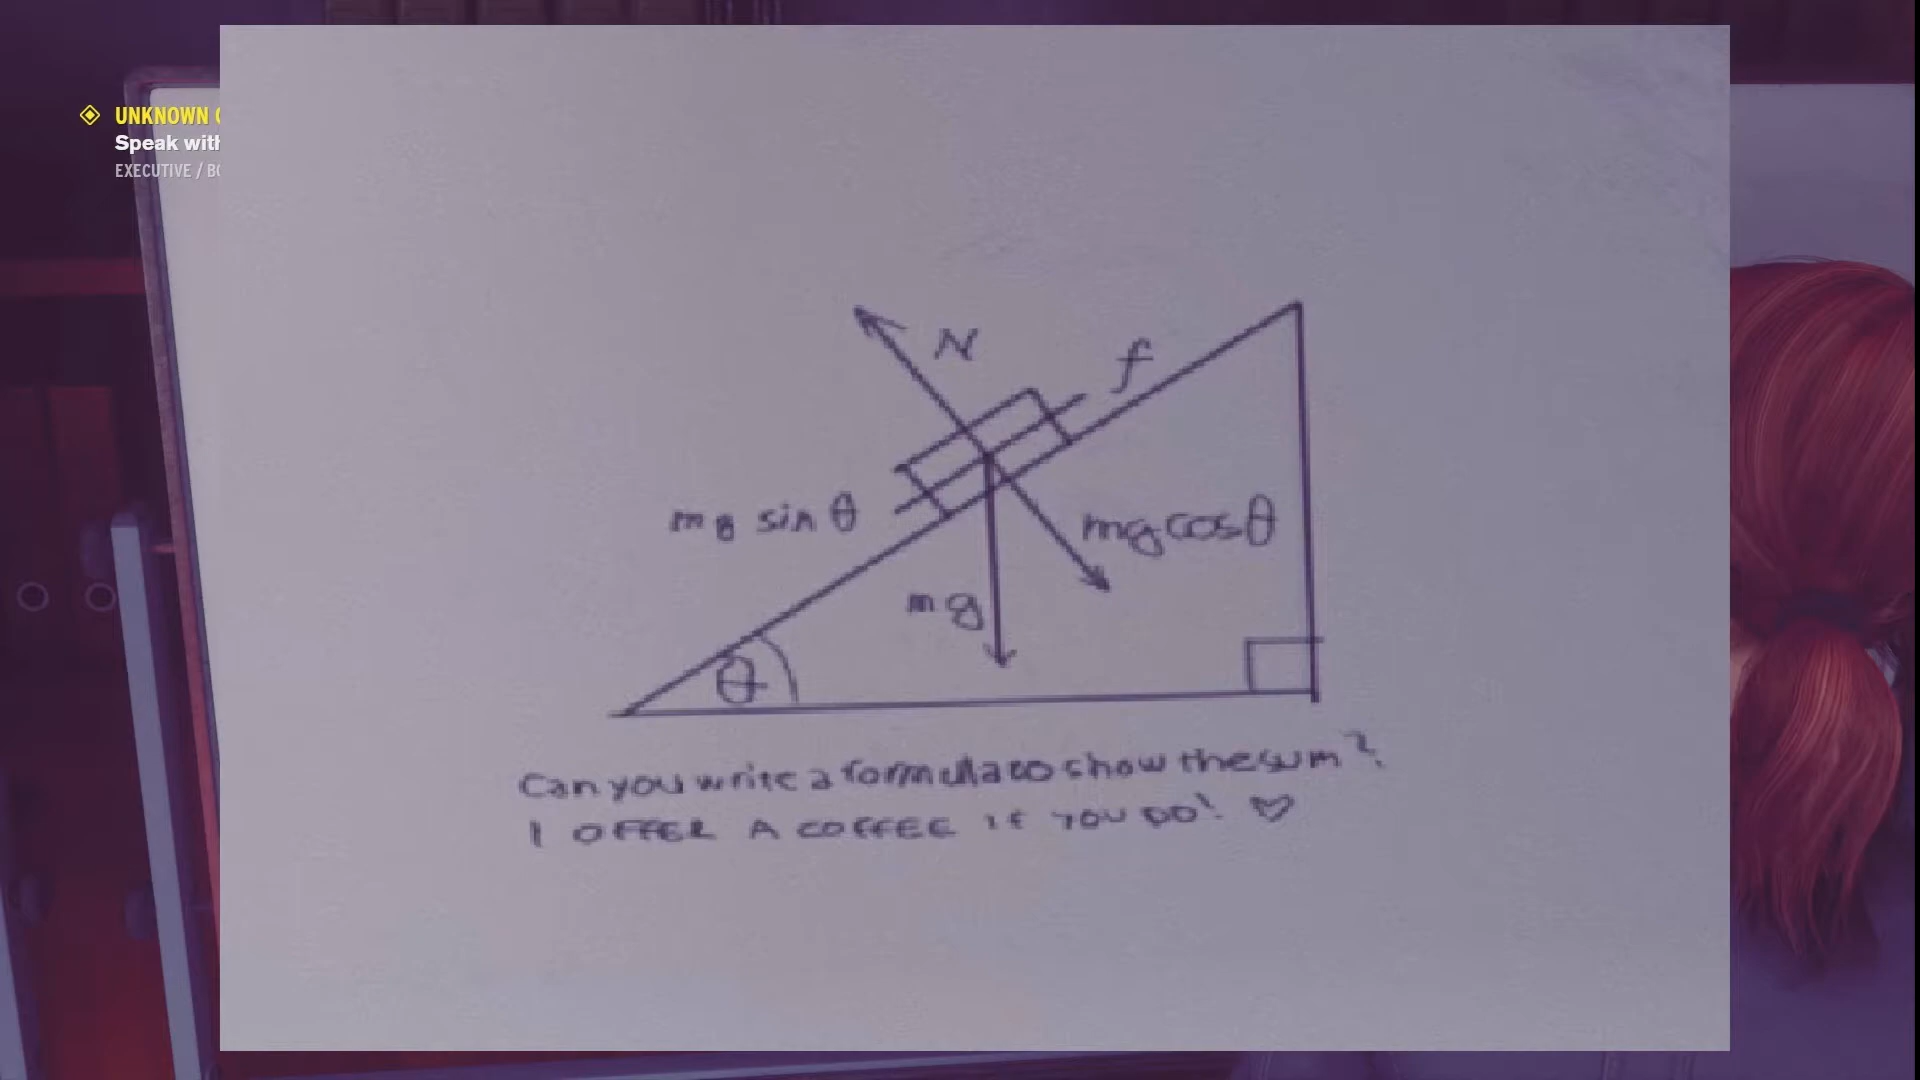 UNKNOWN
Speak with
EXECUTIVE /
N
f
mg sin θ
mg cos θ
mg
θ
Can you write a formula to show the sum?
I OFFER A COFFEE IF YOU DO! ♡